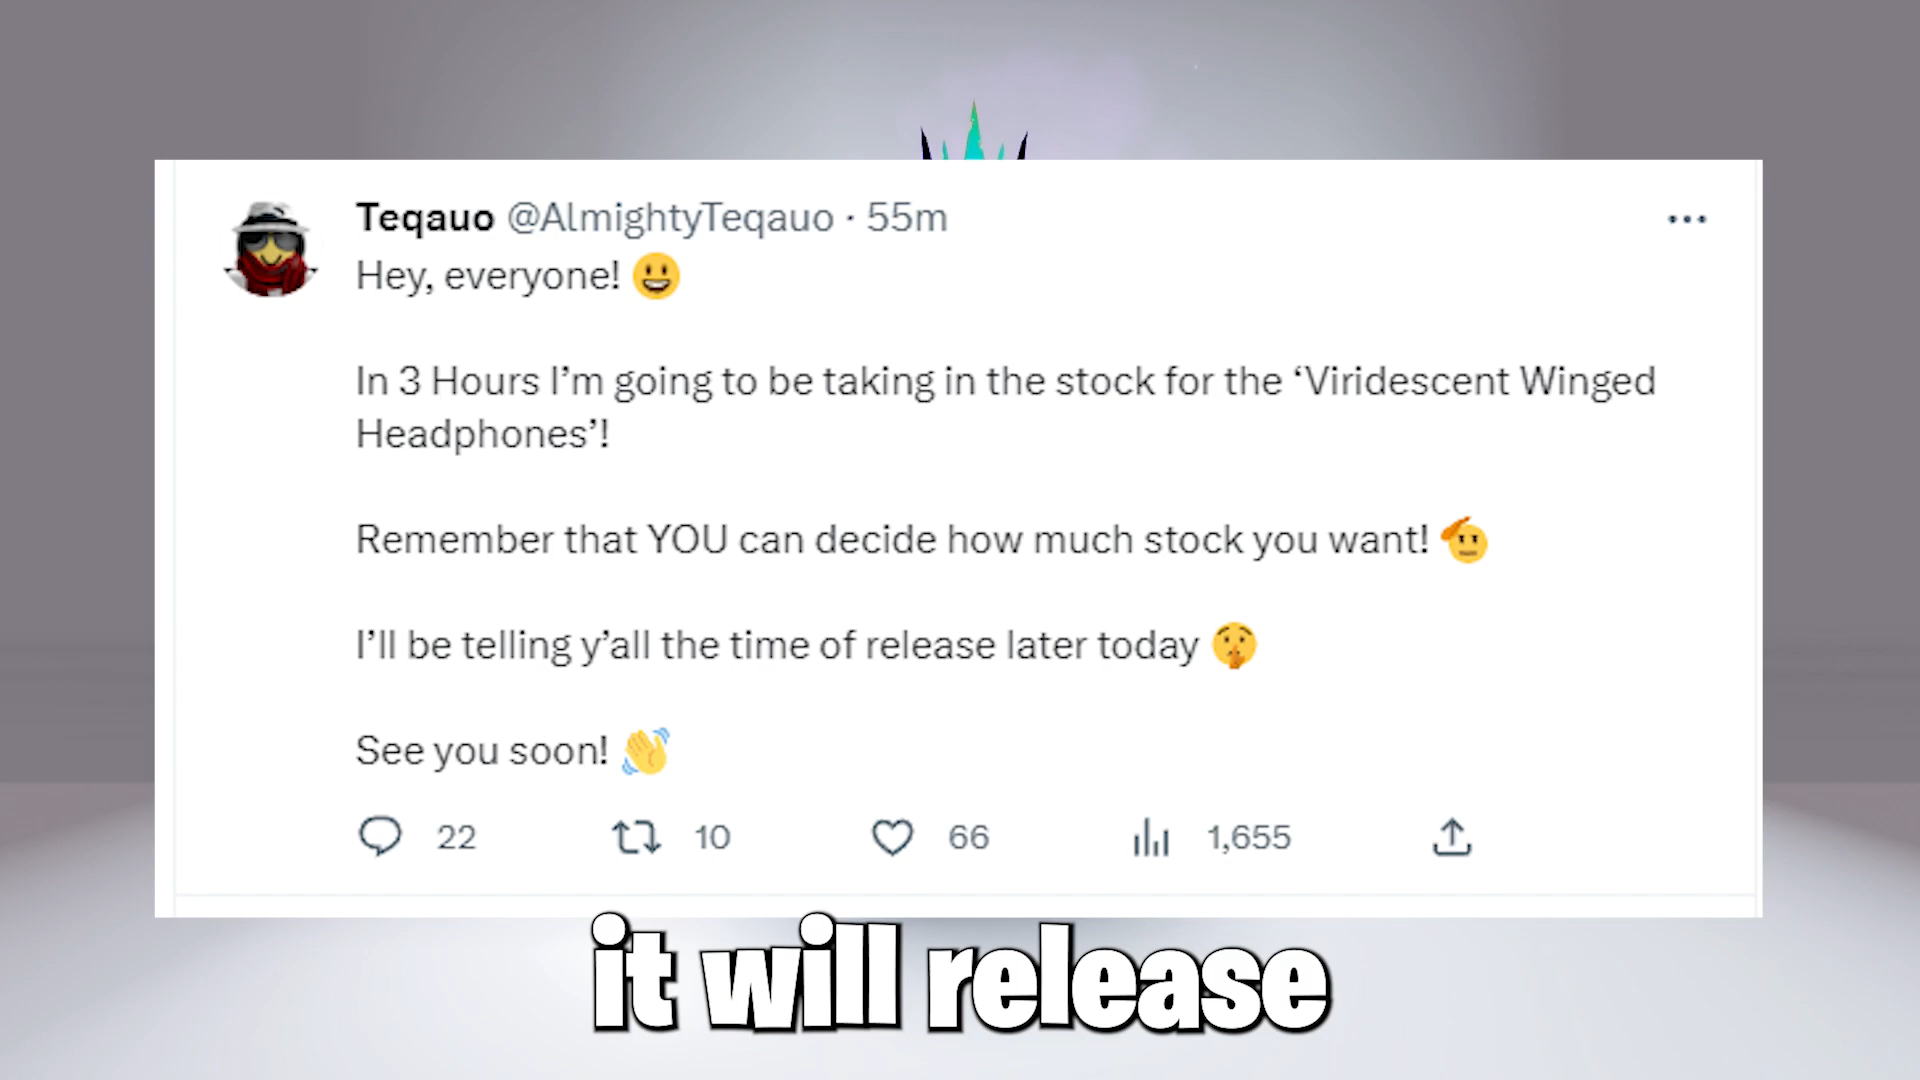 Teqauo @AlmightyTeqauo · 55m
Hey, everyone! 😃
In 3 Hours I’m going to be taking in the stock for the ‘Viridescent Winged
Headphones’!
Remember that YOU can decide how much stock you want! 🫡
I’ll be telling y’all the time of release later today 🤫
See you soon! 👋
22 10 66 1,655
it will release